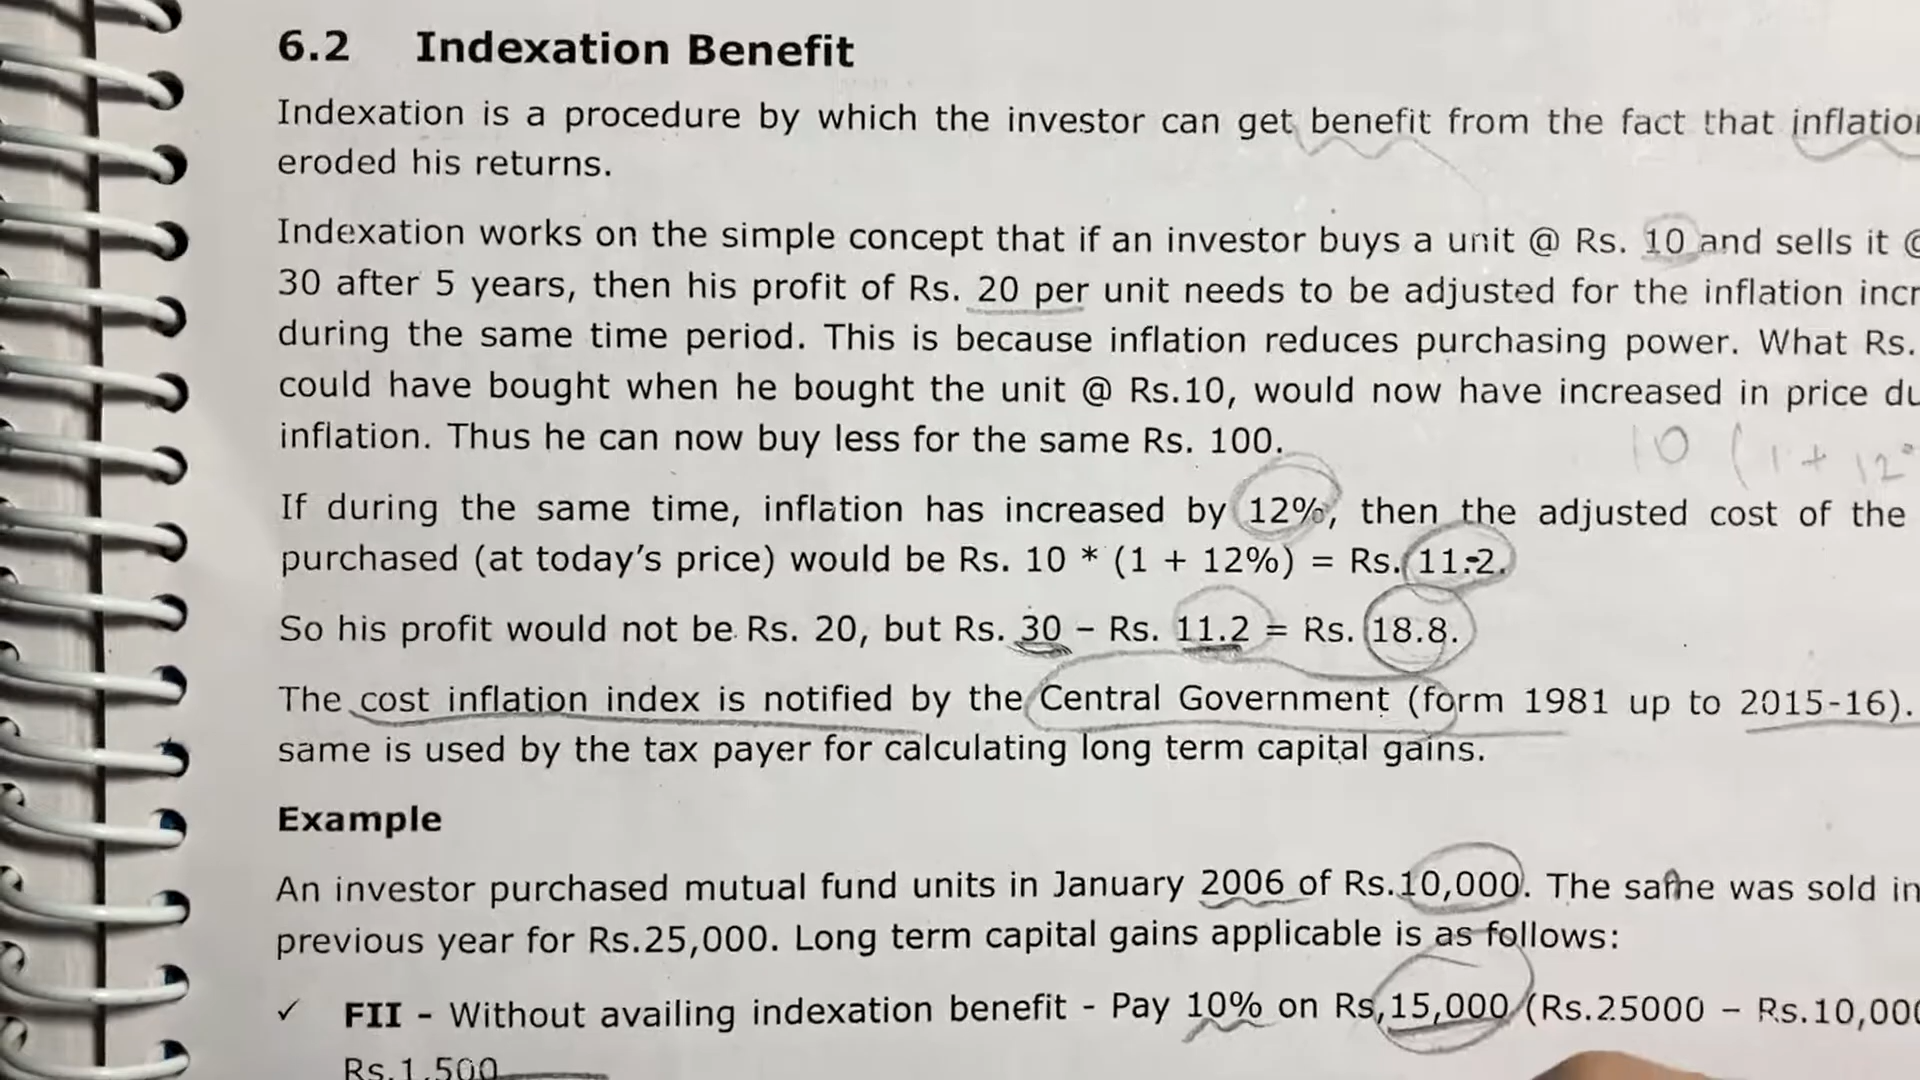 6.2 Indexation Benefit
Indexation is a procedure by which the investor can get benefit from the fact that inflation
eroded his returns.
Indexation works on the simple concept that if an investor buys a unit @ Rs. 10 and sells it @
30 after 5 years, then his profit of Rs. 20 per unit needs to be adjusted for the inflation incr
during the same time period. This is because inflation reduces purchasing power. What Rs.
could have bought when he bought the unit @ Rs.10, would now have increased in price du
inflation. Thus he can now buy less for the same Rs. 100.
10 (1 + 12
If during the same time, inflation has increased by 12%, then the adjusted cost of the
purchased (at today's price) would be Rs. 10 * (1 + 12%) = Rs. 11.2.
So his profit would not be Rs. 20, but Rs. 30 – Rs. 11.2 = Rs. 18.8.
The cost inflation index is notified by the Central Government (form 1981 up to 2015-16).
same is used by the tax payer for calculating long term capital gains.
Example
An investor purchased mutual fund units in January 2006 of Rs.10,000. The same was sold in
previous year for Rs.25,000. Long term capital gains applicable is as follows:
✓ FII - Without availing indexation benefit - Pay 10% on Rs,15,000 (Rs.25000 – Rs.10,000
Rs.1,500